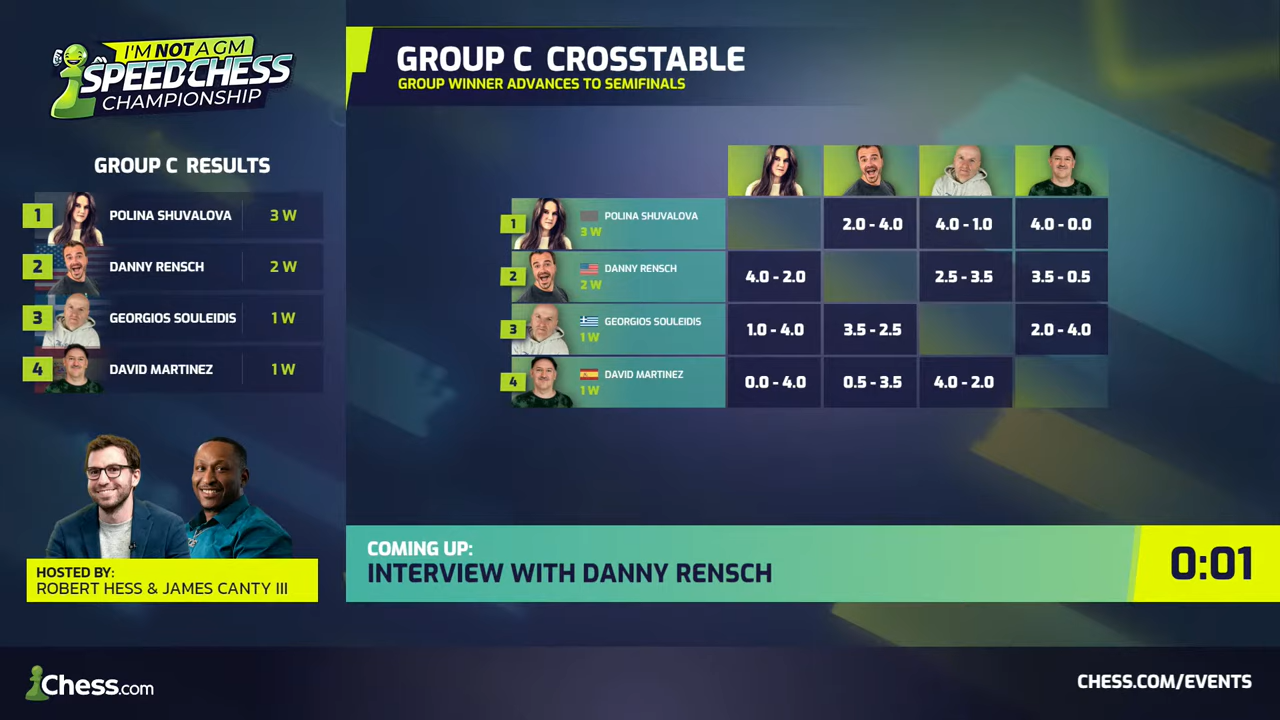 I'M NOT A GM
SPEED CHESS
CHAMPIONSHIP
GROUP C RESULTS
1 POLINA SHUVALOVA 3 W
2 DANNY RENSCH 2 W
3 GEORGIOS SOULEIDIS 1 W
4 DAVID MARTINEZ 1 W
HOSTED BY:
ROBERT HESS & JAMES CANTY III
GROUP C CROSSTABLE
GROUP WINNER ADVANCES TO SEMIFINALS
1 POLINA SHUVALOVA 2.0 - 4.0 4.0 - 1.0 4.0 - 0.0
3 W
2 DANNY RENSCH 4.0 - 2.0 2.5 - 3.5 3.5 - 0.5
2 W
3 GEORGIOS SOULEIDIS 1.0 - 4.0 3.5 - 2.5 2.0 - 4.0
1 W
4 DAVID MARTINEZ 0.0 - 4.0 0.5 - 3.5 4.0 - 2.0
1 W
COMING UP:
INTERVIEW WITH DANNY RENSCH
0:01
Chess.com
CHESS.COM/EVENTS